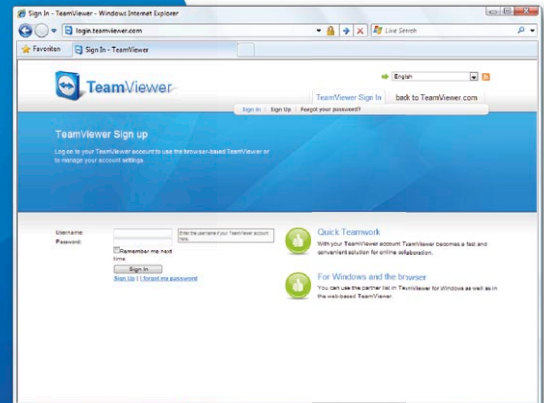 Sign In - TeamViewer - Windows Internet Explorer
login.teamviewer.com
Live Search
Favoriten
Sign In - TeamViewer
English
TeamViewer
TeamViewer Sign In
back to TeamViewer.com
Sign In | Sign Up | Forgot your password?
TeamViewer Sign up
Log on to your TeamViewer account to use the browser-based TeamViewer or
to manage your account settings.
Username:
Enter the username if your TeamViewer account
here.
Password:
Remember me next
time.
Sign In
Sign Up | I forgot my password
Quick Teamwork
With your TeamViewer account TeamViewer becomes a fast and
convenient solution for online collaboration.
For Windows and the browser
You can use the partner list in TeamViewer for Windows as well as in
the web-based TeamViewer.